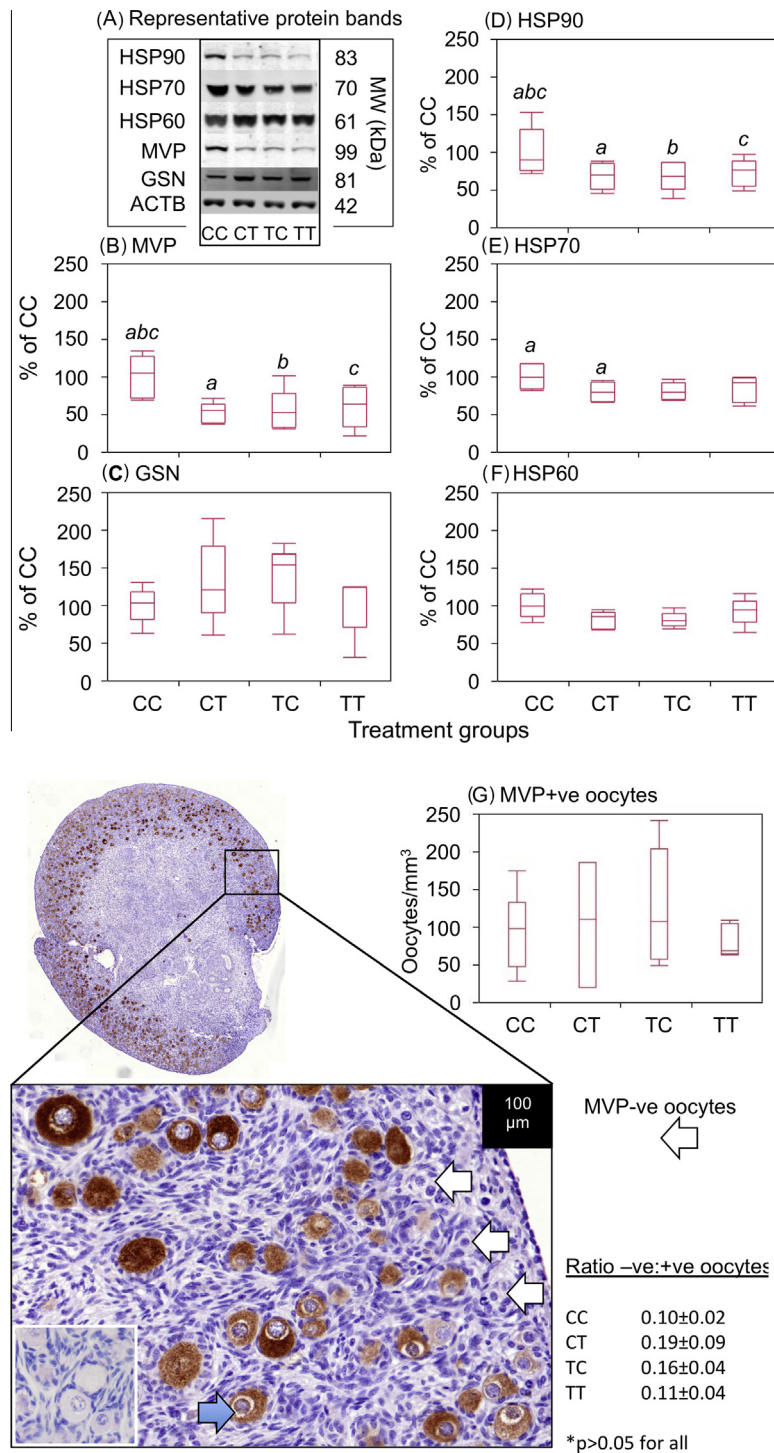 (A) Representative protein bands
HSP90 83
HSP70 70
HSP60 61
MVP 99
GSN 81
ACTB 42
MW (kDa)
CC CT TC TT
(B) MVP
% of CC
250
200
150
100
50
0
abc
a
b
c
(C) GSN
% of CC
250
200
150
100
50
0
CC CT TC TT
(D) HSP90
% of CC
250
200
150
100
50
0
abc
a
b
c
(E) HSP70
% of CC
250
200
150
100
50
0
a
a
(F) HSP60
% of CC
250
200
150
100
50
0
CC CT TC TT
Treatment groups
(G) MVP+ve oocytes
Oocytes/mm³
250
200
150
100
50
0
CC CT TC TT
100
µm
MVP-ve oocytes
Ratio –ve:+ve oocytes
CC 0.10±0.02
CT 0.19±0.09
TC 0.16±0.04
TT 0.11±0.04
*p>0.05 for all